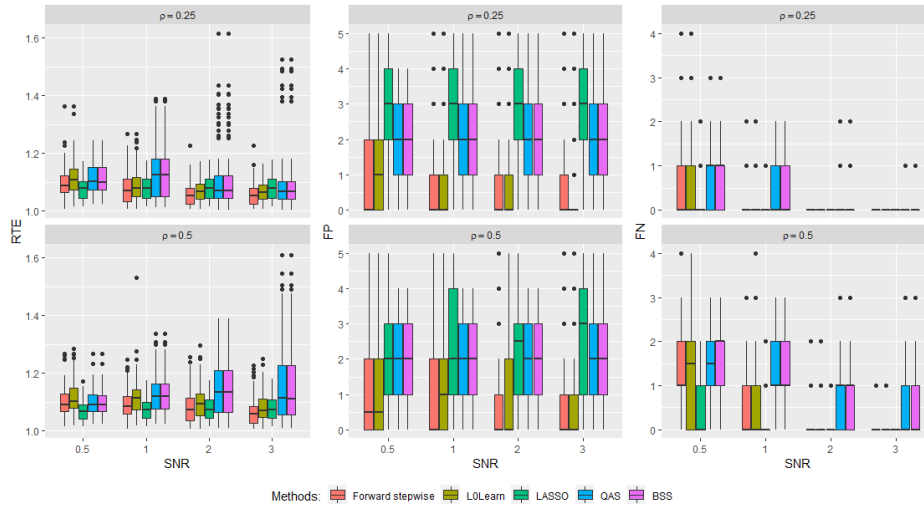 ρ = 0.25
ρ = 0.25
ρ = 0.25
RTE
1.6
1.4
1.2
1.0
FP
5
4
3
2
1
0
FN
4
3
2
1
0
ρ = 0.5
ρ = 0.5
ρ = 0.5
1.6
1.4
1.2
1.0
5
4
3
2
1
0
4
3
2
1
0
0.5 1 2 3
0.5 1 2 3
0.5 1 2 3
SNR
SNR
SNR
Methods: Forward stepwise L0Learn LASSO QAS BSS